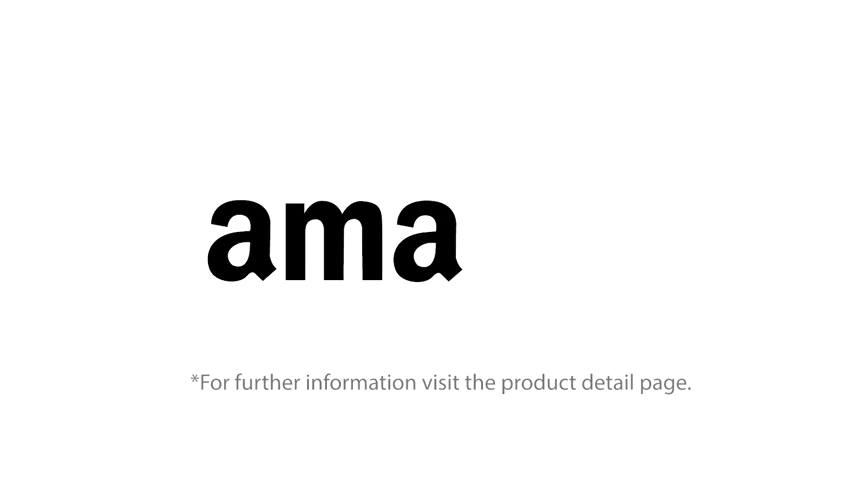 ama
*For further information visit the product detail page.